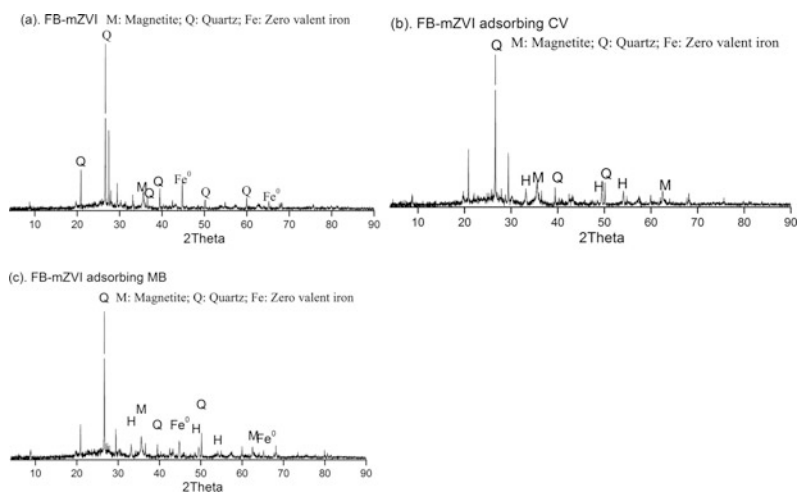 (a). FB-mZVI M: Magnetite; Q: Quartz; Fe: Zero valent iron
Q
Q
M
Q
Q
Fe⁰
Q
Q
Fe⁰
10 20 30 40 50 60 70 80 90
2Theta
(b). FB-mZVI adsorbing CV
Q M: Magnetite; Q: Quartz; Fe: Zero valent iron
H
M
Q
H
Q
H
M
10 20 30 40 50 60 70 80 90
2Theta
(c). FB-mZVI adsorbing MB
Q M: Magnetite; Q: Quartz; Fe: Zero valent iron
H
M
Q
Fe⁰
H
Q
H
M
Fe⁰
10 20 30 40 50 60 70 80 90
2Theta